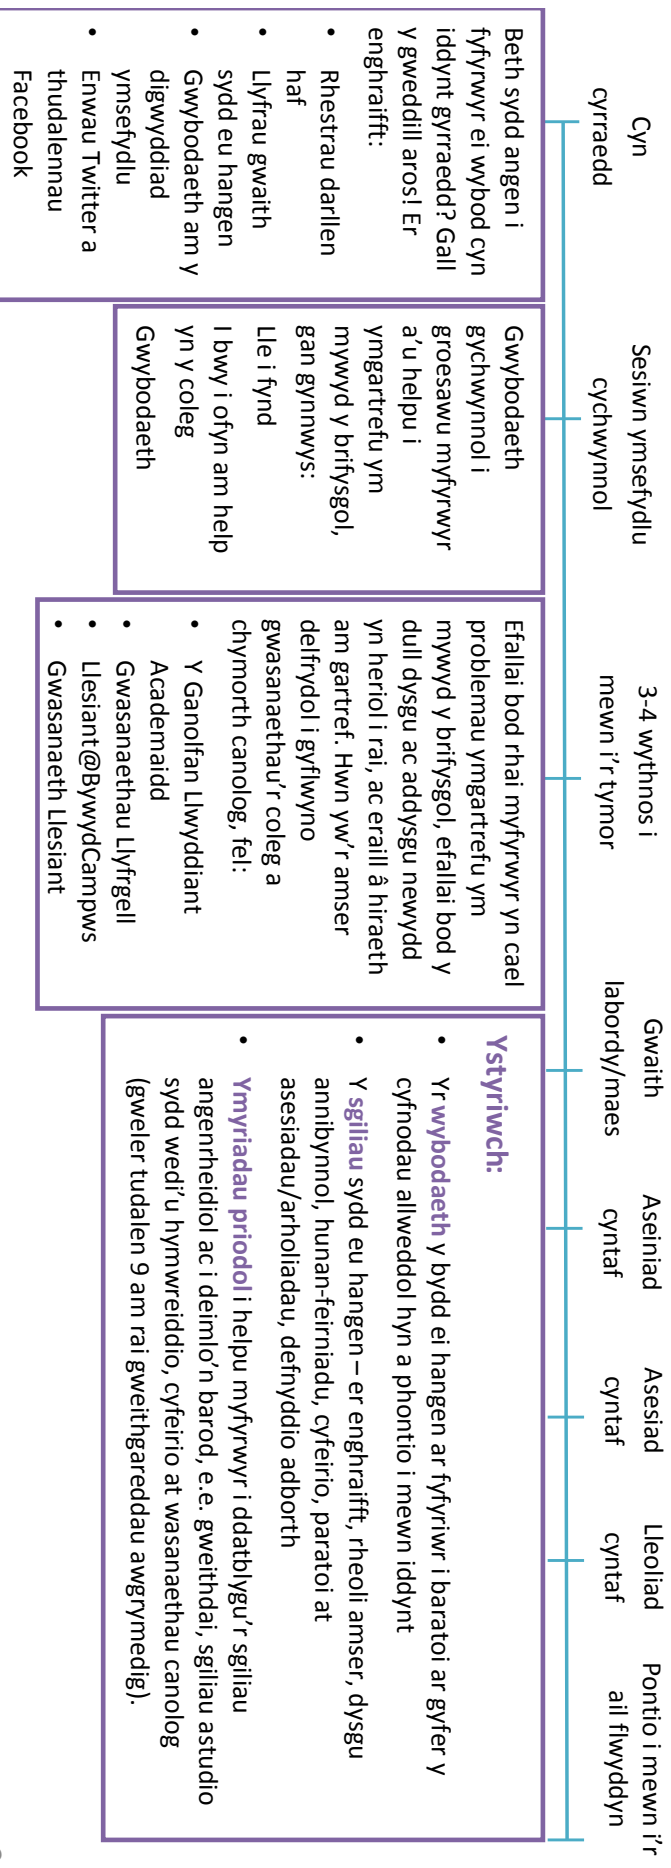 Cyn
cyrraedd
Sesiwn ymsefydlu
cychwynnol
3-4 wythnos i
mewn i'r tymor
Gwaith
labordy/maes
Aseiniad
cyntaf
Asesiad
cyntaf
Lleoliad
cyntaf
Pontio i mewn i'r
ail flwyddyn
Beth sydd angen i
fyfyrwyr ei wybod cyn
iddynt gyrraedd? Gall
y gweddill aros! Er
enghraifft:
• Rhestrau darllen
haf
• Llyfrau gwaith
sydd eu hangen
• Gwybodaeth am y
digwyddiad
ymsefydlu
• Enwau Twitter a
thudalennau
Facebook
Gwybodaeth
gychwynnol i
groesawu myfyrwyr
a'u helpu i
ymgartrefu ym
mywyd y brifysgol,
gan gynnwys:
Lle i fynd
I bwy i ofyn am help
yn y coleg
Gwybodaeth
Efallai bod rhai myfyrwyr yn cael
problemau ymgartrefu ym
mywyd y brifysgol, efallai bod y
dull dysgu ac addysgu newydd
yn heriol i rai, ac eraill â hiraeth
am gartref. Hwn yw'r amser
delfrydol i gyflwyno
gwasanaethau'r coleg a
chymorth canolog, fel:
• Y Ganolfan Llwyddiant
Academaidd
• Gwasanaethau Llyfrgell
• Llesiant@BywydCampws
• Gwasanaeth Llesiant
Ystyriwch:
• Yr wybodaeth y bydd ei hangen ar fyfyriwr i baratoi ar gyfer y
cyfnodau allweddol hyn a phontio i mewn iddynt
• Y sgiliau sydd eu hangen – er enghraifft, rheoli amser, dysgu
annibynnol, hunan-feirniadu, cyfeirio, paratoi at
asesiadau/arholiadau, defnyddio adborth
• Ymyriadau priodol i helpu myfyrwyr i ddatblygu'r sgiliau
angenrheidiol ac i deimlo'n barod, e.e. gweithdai, sgiliau astudio
sydd wedi'u hymwreiddio, cyfeirio at wasanaethau canolog
(gweler tudalen 9 am rai gweithgareddau awgrymedig).